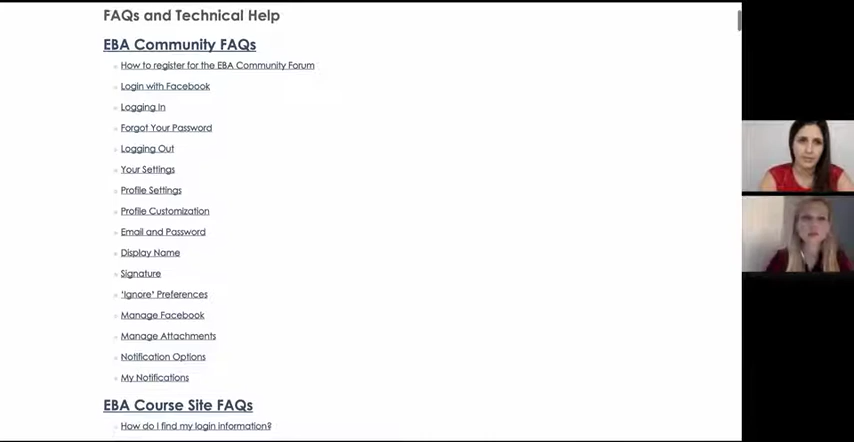 FAQs and Technical Help
EBA Community FAQs
How to register for the EBA Community Forum
Login with Facebook
Logging In
Forgot Your Password
Logging Out
Your Settings
Profile Settings
Profile Customization
Email and Password
Display Name
Signature
'Ignore' Preferences
Manage Facebook
Manage Attachments
Notification Options
My Notifications
EBA Course Site FAQs
How do I find my login information?